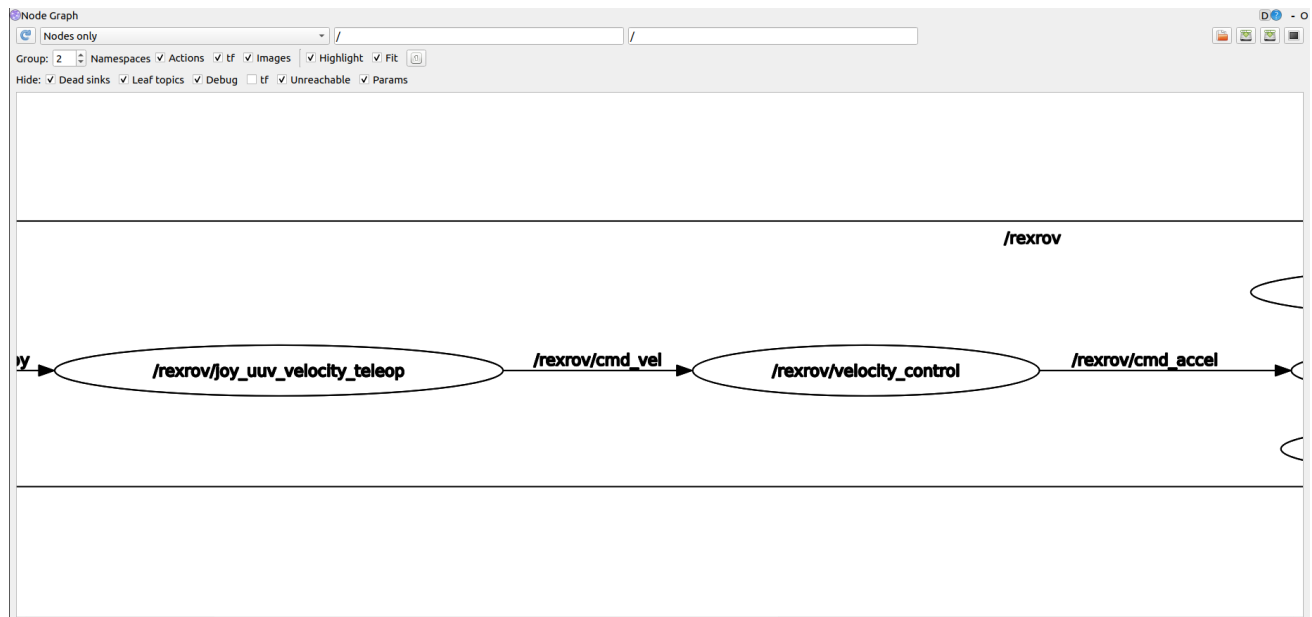 Node Graph D ? - O
Nodes only / /
Group: 2 Namespaces Actions tf Images Highlight Fit
Hide: Dead sinks Leaf topics Debug tf Unreachable Params
/rexrov
/rexrov/joy_uuv_velocity_teleop /rexrov/cmd_vel /rexrov/velocity_control /rexrov/cmd_accel